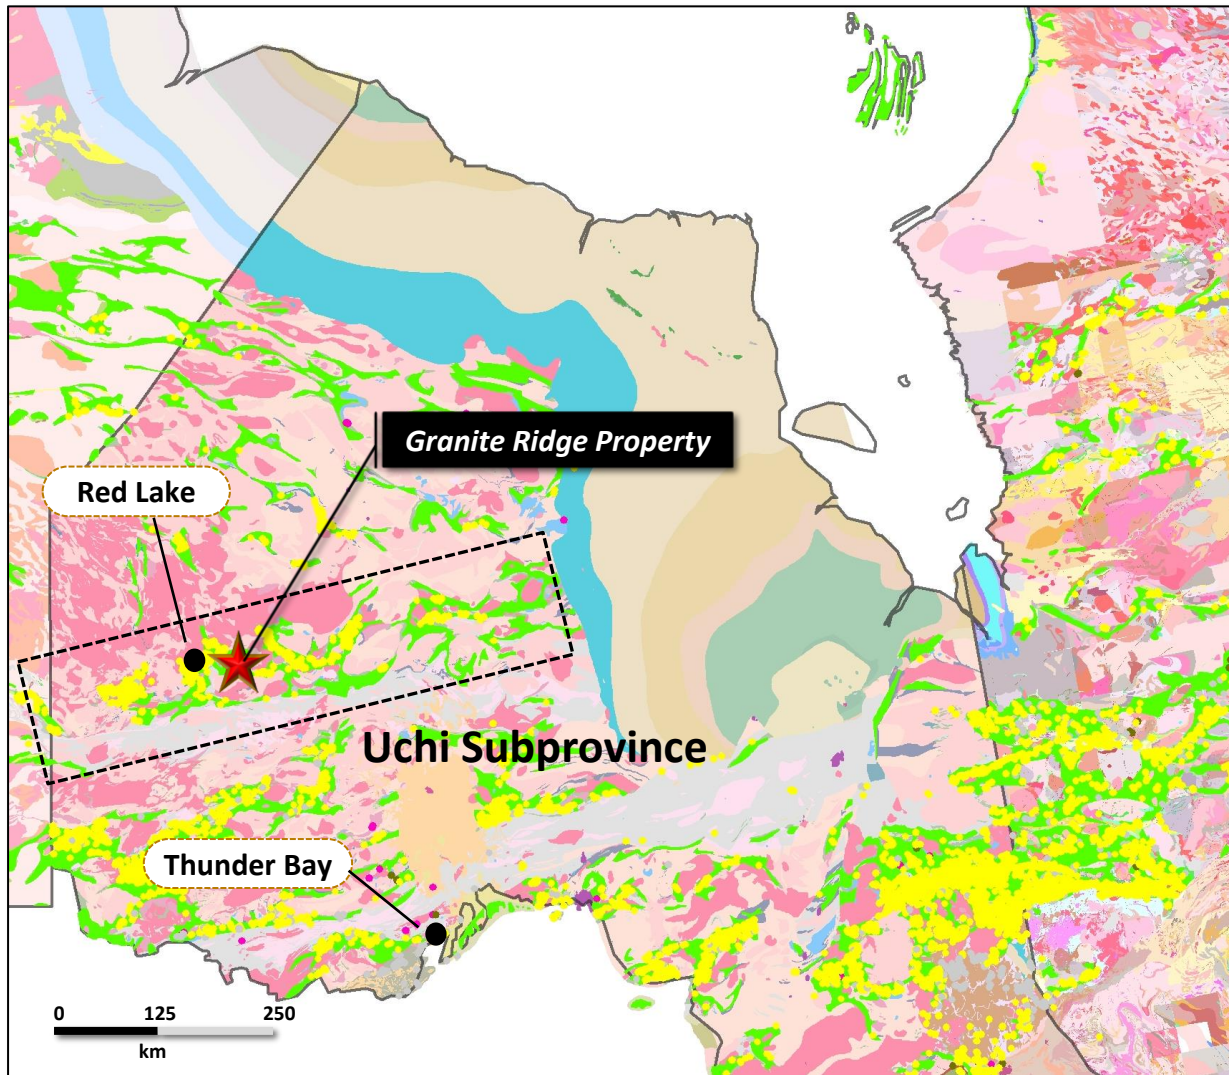 Granite Ridge Property
Red Lake
Uchi Subprovince
Thunder Bay
0 125 250
km